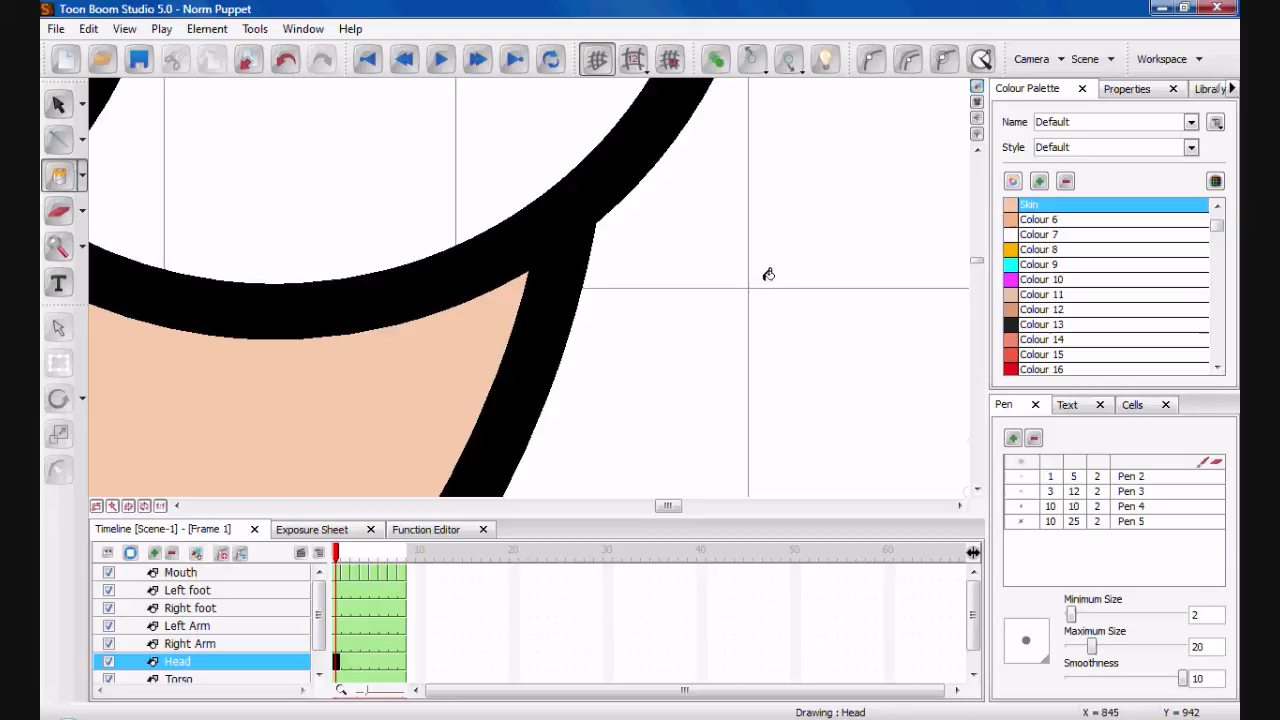 Toon Boom Studio 5.0 - Norm Puppet
File Edit View Play Element Tools Window Help
12
Camera Scene Workspace
Colour Palette Properties Library
Name Default
Style Default
Skin
Colour 6
Colour 7
Colour 8
Colour 9
Colour 10
Colour 11
Colour 12
Colour 13
Colour 14
Colour 15
Colour 16
T
Pen Text Cells
1 5 2 Pen 2
3 12 2 Pen 3
10 10 2 Pen 4
10 25 2 Pen 5
Minimum Size
2
Maximum Size
20
Smoothness
10
1:1
Timeline [Scene-1] - [Frame 1] Exposure Sheet Function Editor
10 20 30 40 50 60
Mouth
Left foot
Right foot
Left Arm
Right Arm
Head
Torso
Drawing : Head X = 845 Y = 942